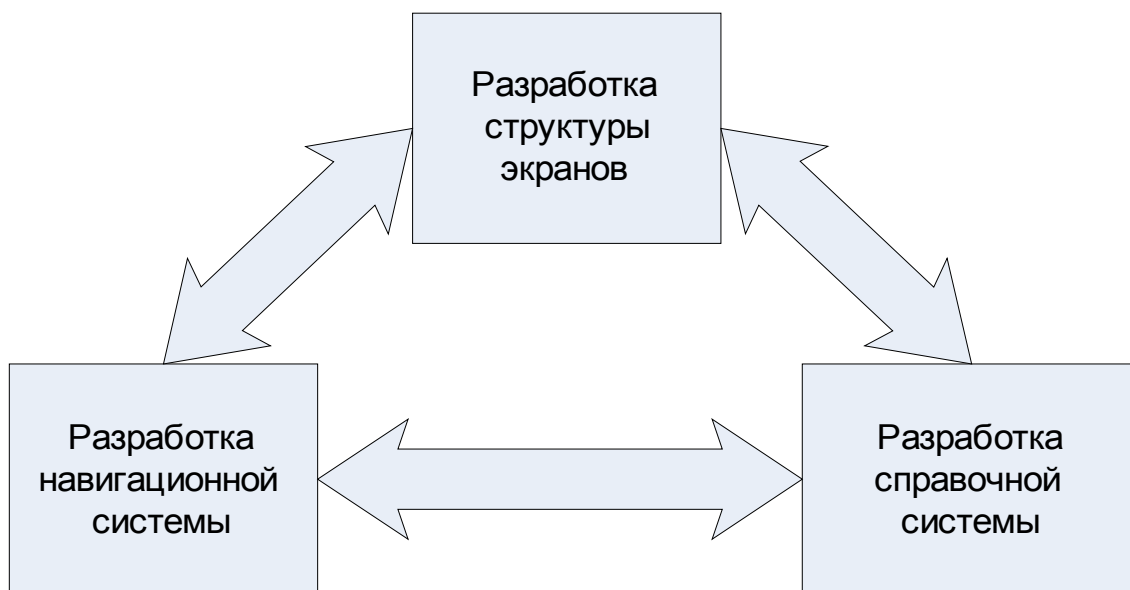 Разработка
структуры
экранов
Разработка
навигационной
системы
Разработка
справочной
системы